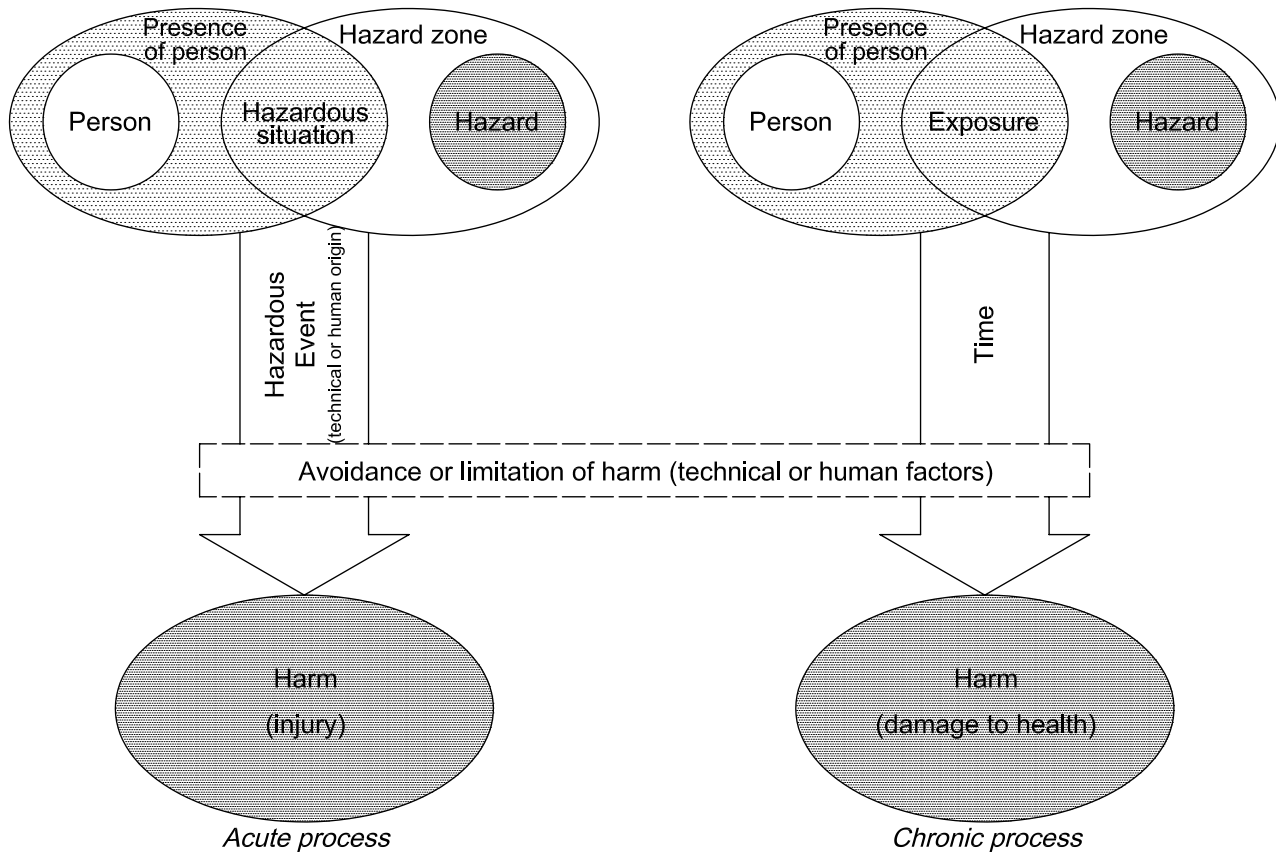 Presence
of person
Hazard zone
Person
Hazardous
situation
Hazard
Hazardous
Event
(technical or human origin)
Presence
of person
Hazard zone
Person
Exposure
Hazard
Time
Avoidance or limitation of harm (technical or human factors)
Harm
(injury)
Acute process
Harm
(damage to health)
Chronic process